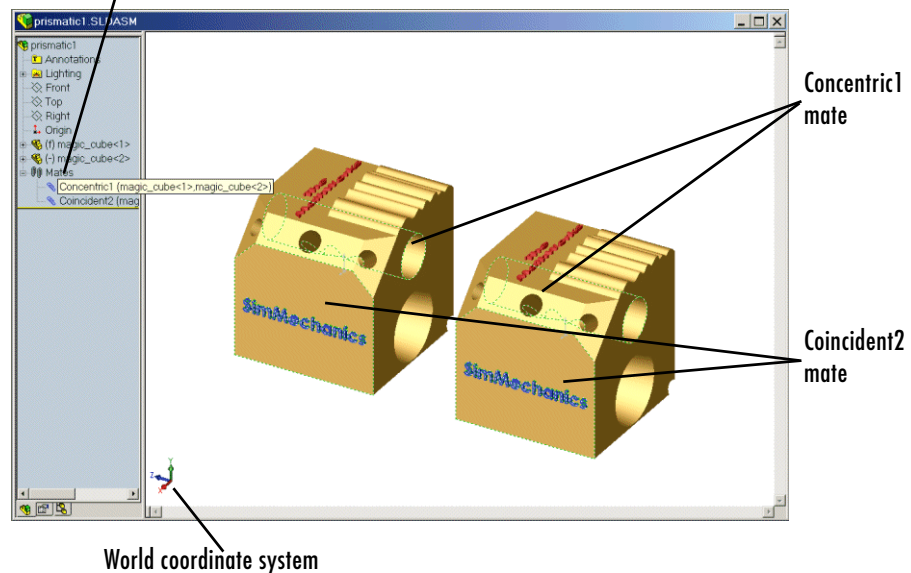 prismatic1.SLDASM
prismatic1
Annotations
Lighting
Front
Top
Right
Origin
(f) magic_cube<1>
(-) magic_cube<2>
Mates
Concentric1 (magic_cube<1>,magic_cube<2>)
Coincident2 (mag
Concentric1
mate
SimMechanics
SimMechanics
Coincident2
mate
Y
Z
X
World coordinate system